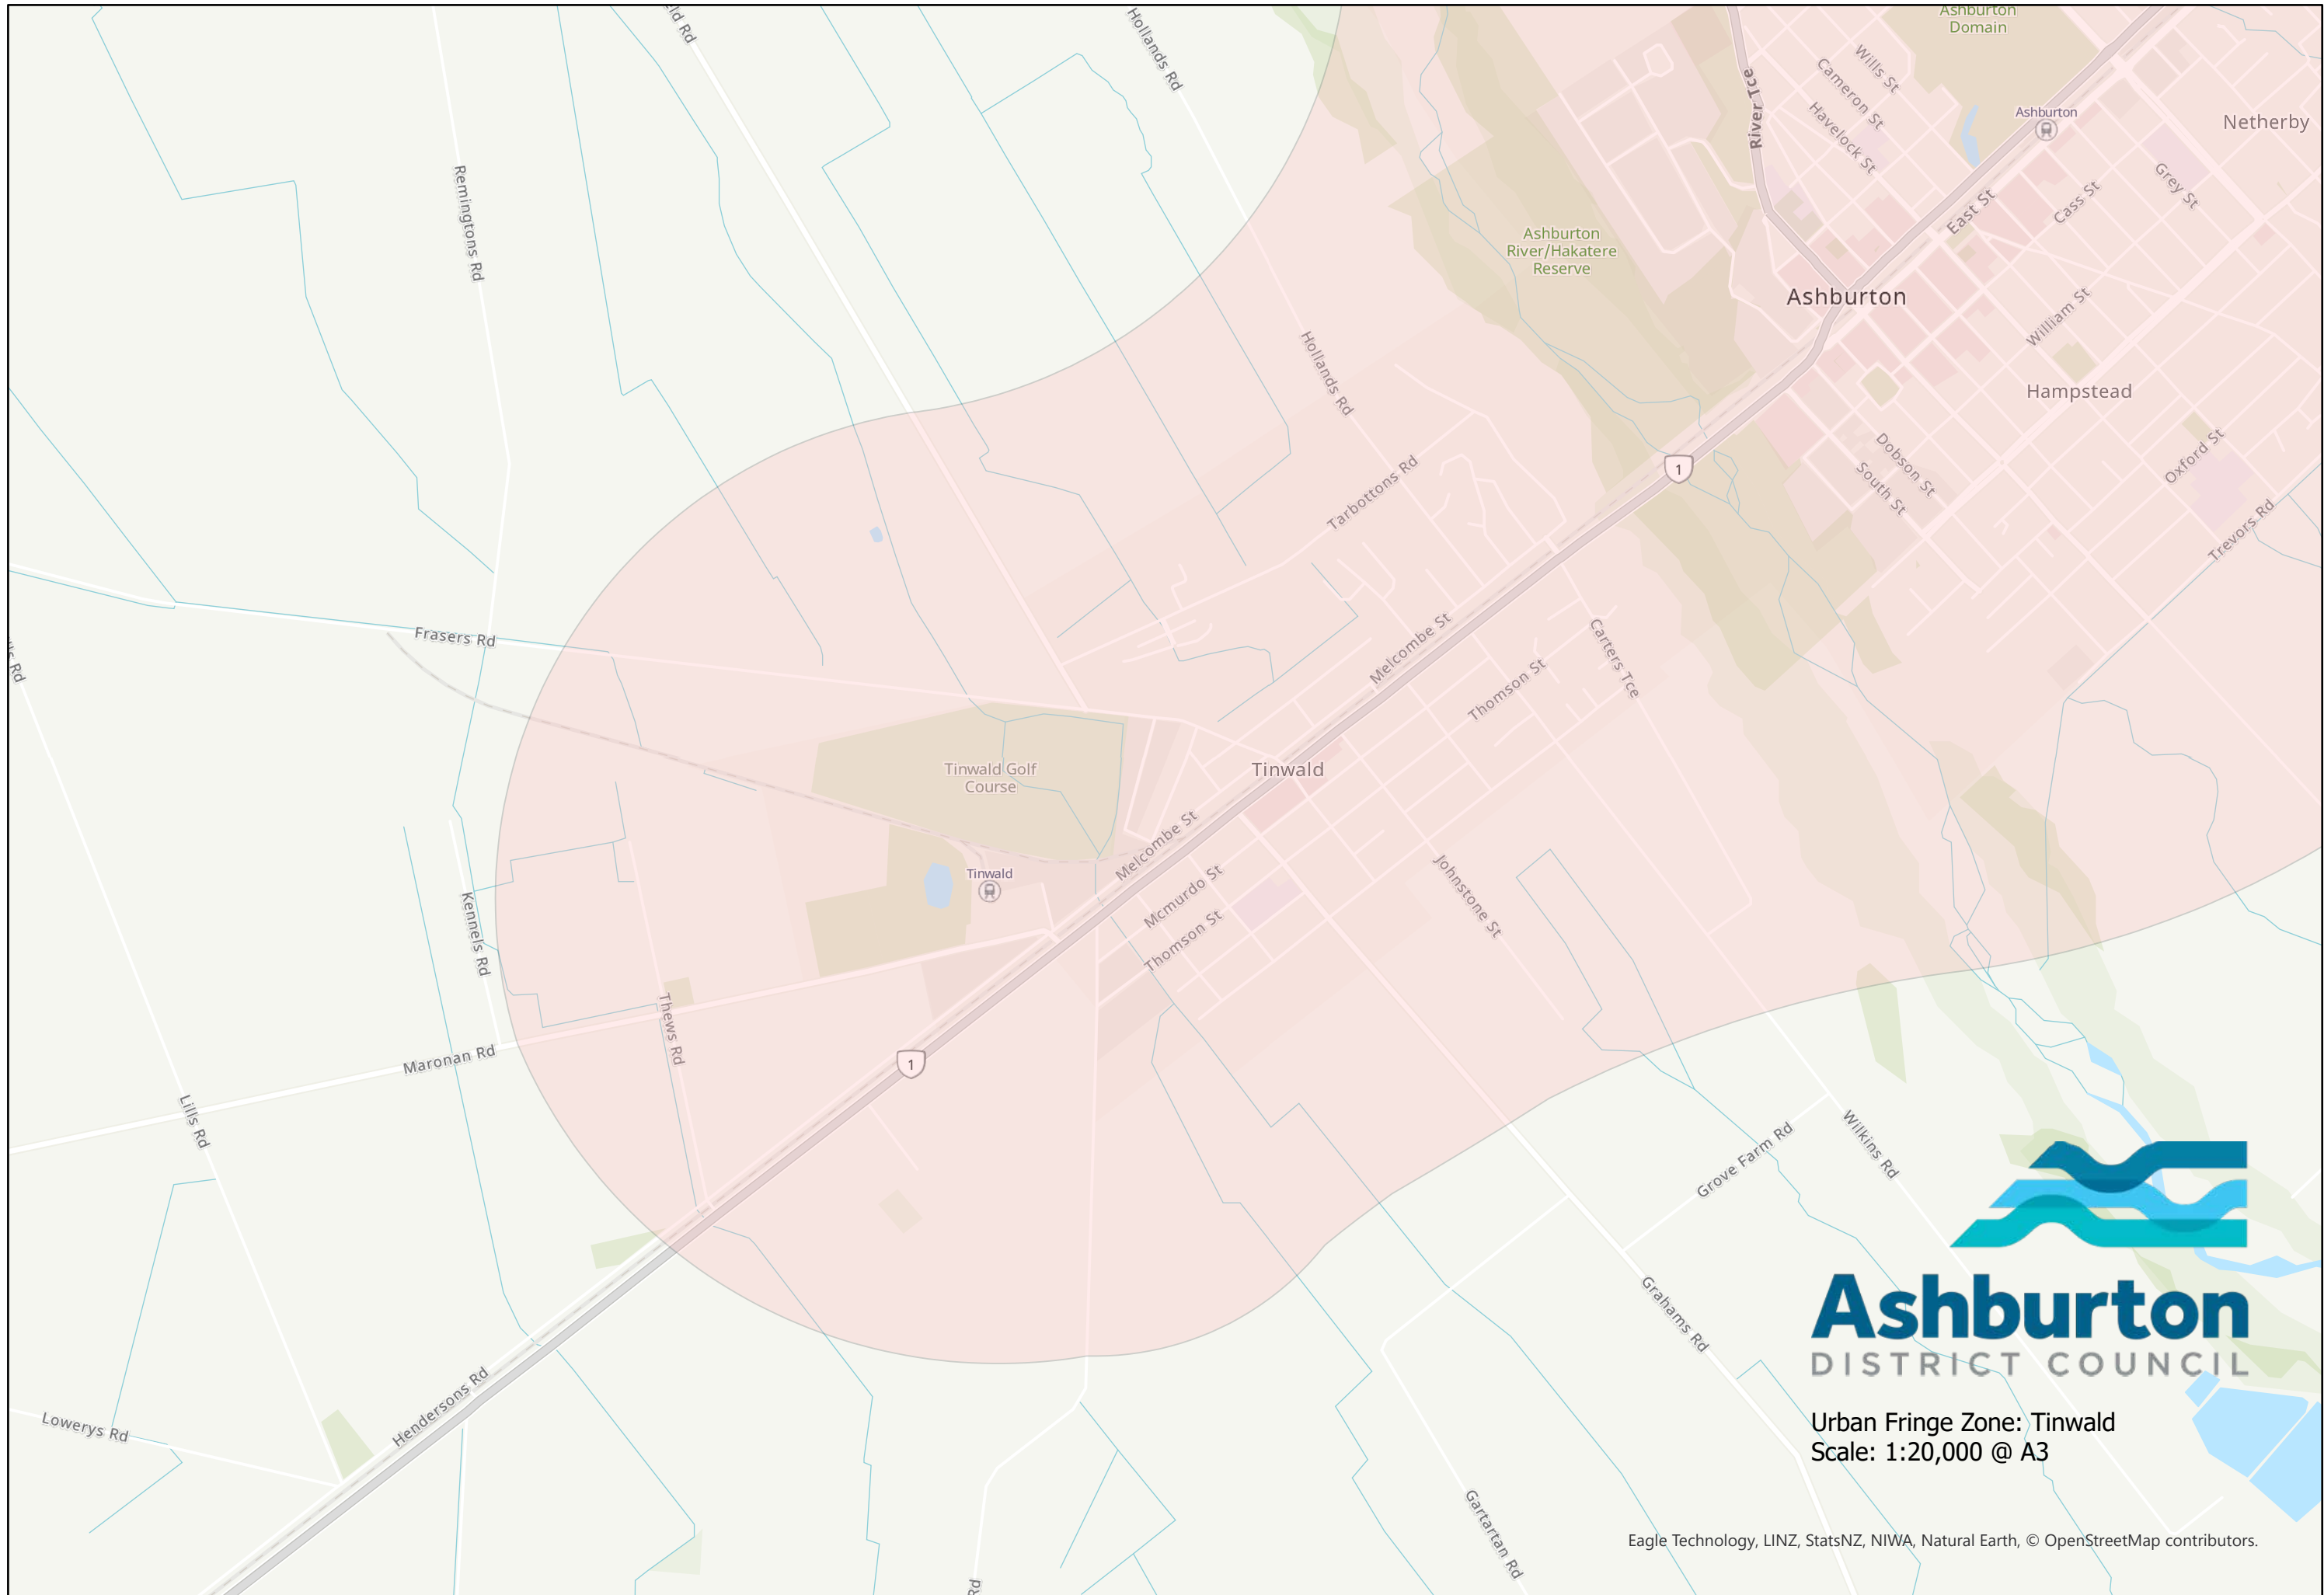 Hollands Rd
Ashburton
Domain
Wills St
Cameron St
Havelock St
River Tce
Ashburton
Netherby
Grey St
Cass St
East St
Remingtons Rd
Ashburton
River/Hakatere
Reserve
Ashburton
William St
Hollands Rd
Hampstead
Tarbottons Rd
1
Dobson St
South St
Oxford St
Trevors Rd
Frasers Rd
Melcombe St
Carters Tce
Thomson St
Tinwald Golf
Course
Tinwald
Melcombe St
Tinwald
Mcmurdo St
Thomson St
Johnstone St
Kennels Rd
Thews Rd
Maronan Rd
1
Lills Rd
Grove Farm Rd
Wilkins Rd
Grahams Rd
Hendersons Rd
Lowerys Rd
Gartartan Rd
Rd
Ashburton
DISTRICT COUNCIL
Urban Fringe Zone: Tinwald
Scale: 1:20,000 @ A3
Eagle Technology, LINZ, StatsNZ, NIWA, Natural Earth, © OpenStreetMap contributors.